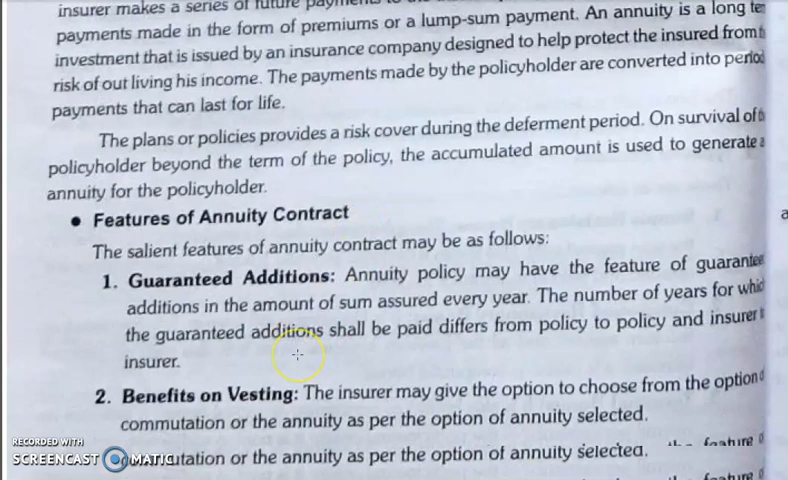 insurer makes a series of future payments to the
payments made in the form of premiums or a lump-sum payment. An annuity is a long
investment that is issued by an insurance company designed to help protect the insured from
risk of out living his income. The payments made by the policyholder are converted into
payments that can last for life.
The plans or policies provides a risk cover during the deferment period. On survival of
policyholder beyond the term of the policy, the accumulated amount is used to generate a
annuity for the policyholder.
• Features of Annuity Contract
The salient features of annuity contract may be as follows:
1. Guaranteed Additions: Annuity policy may have the feature of guarantee
additions in the amount of sum assured every year. The number of years for
the guaranteed additions shall be paid differs from policy to policy and insurer
insurer.
2. Benefits on Vesting: The insurer may give the option to choose from the option
commutation or the annuity as per the option of annuity selected.
the feature
commutation or the annuity as per the option of annuity selected.
the feature
RECORDED WITH
SCREENCAST MATIC